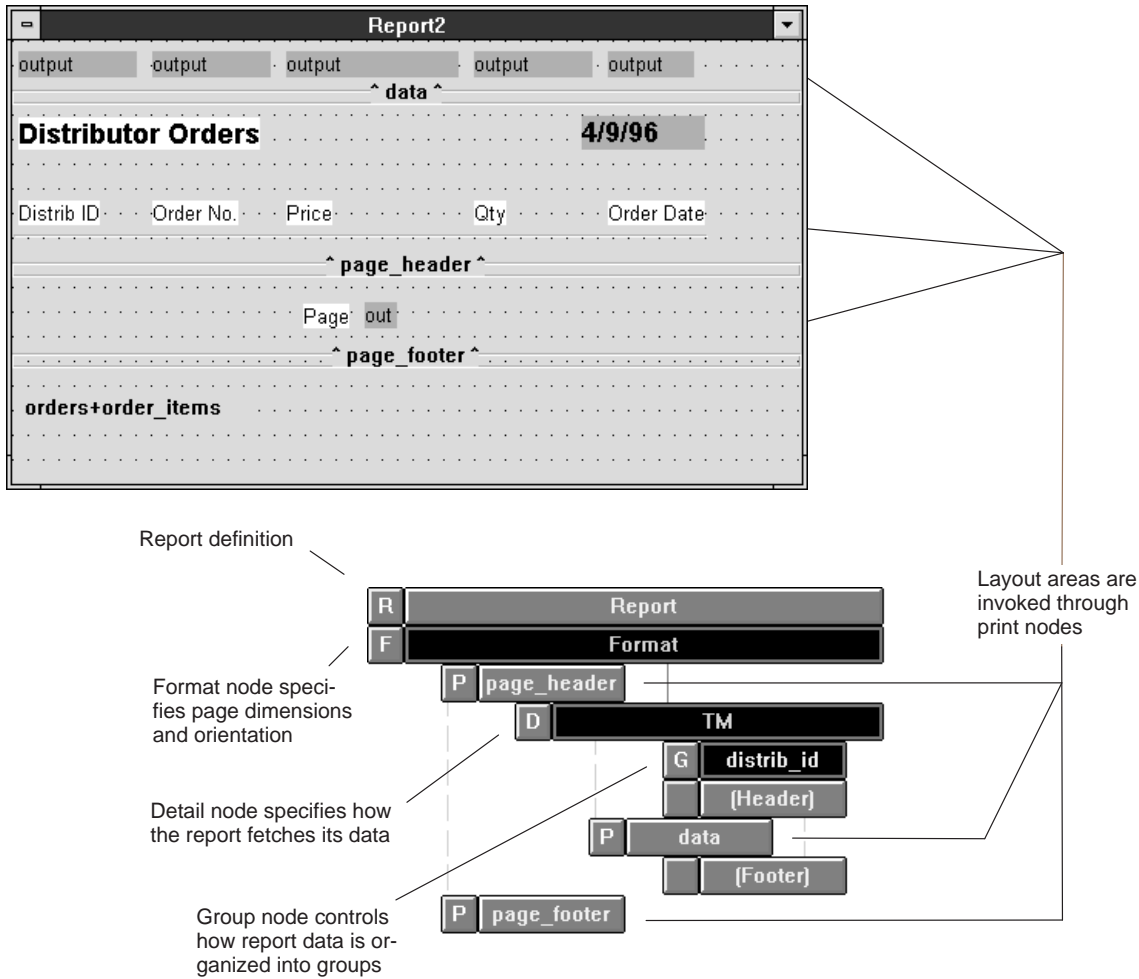 Report2
output output output output output
^ data ^
Distributor Orders 4/9/96
Distrib ID Order No. Price Qty Order Date
^ page_header ^
Page out
^ page_footer ^
orders+order_items
Report definition
R Report
F Format
P page_header
D TM
G distrib_id
(Header)
P data
(Footer)
P page_footer
Format node speci-
fies page dimensions
and orientation
Detail node specifies how
the report fetches its data
Group node controls
how report data is or-
ganized into groups
Layout areas are
invoked through
print nodes